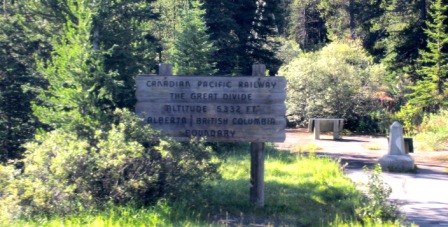 CANADIAN PACIFIC RAILWAY
THE GREAT DIVIDE
ALTITUDE 5332 FT
ALBERTA | BRITISH COLUMBIA
BOUNDARY